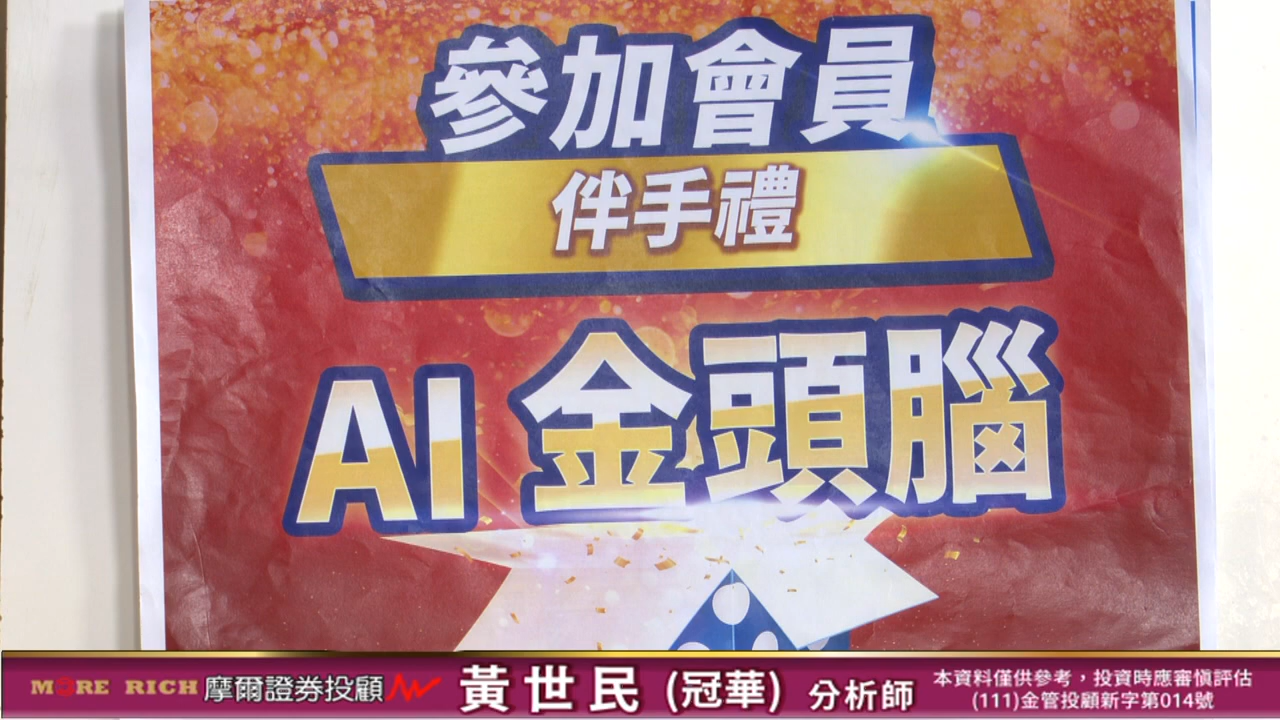 參加會員
伴手禮
AI 金頭腦
MORE RICH 摩爾證券投顧 黃世民 (冠華) 分析師 本資料僅供參考，投資時應審慎評估
(111)金管投顧新字第014號